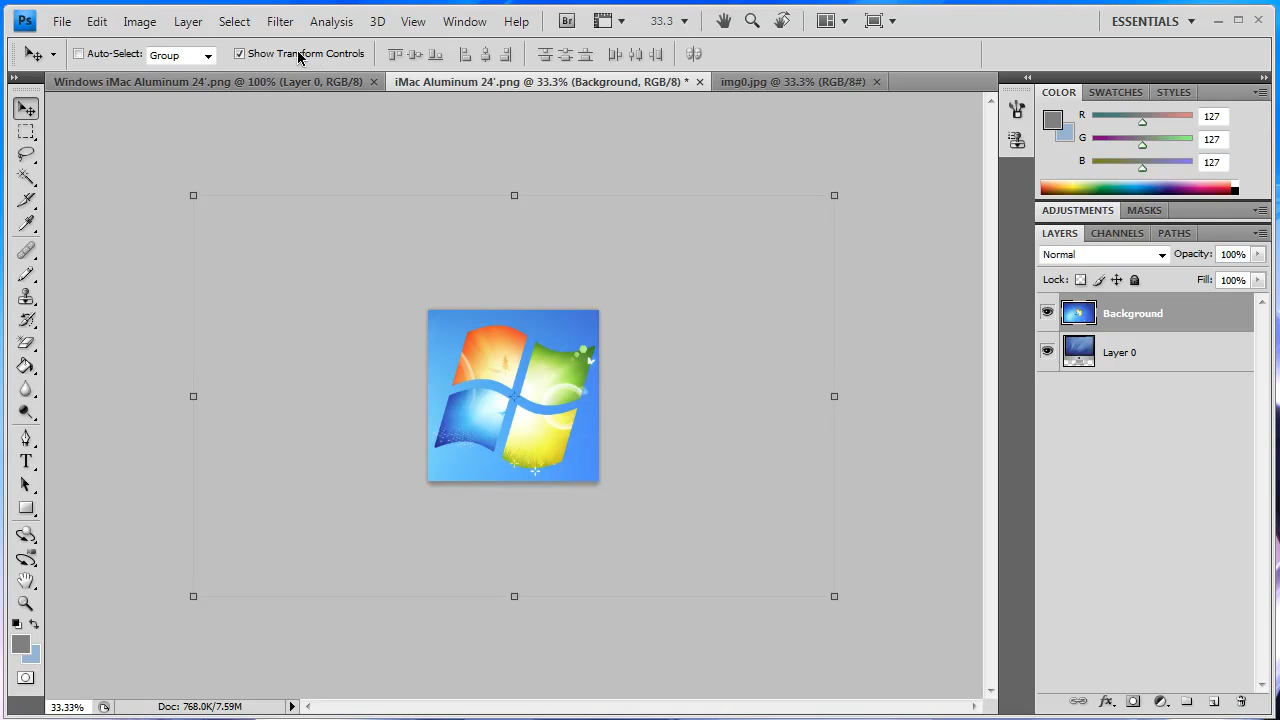 Ps File Edit Image Layer Select Filter Analysis 3D View Window Help Br 33.3 ESSENTIALS
Auto-Select: Group Show Transform Controls
Windows iMac Aluminum 24'.png @ 100% (Layer 0, RGB/8) iMac Aluminum 24'.png @ 33.3% (Background, RGB/8) * img0.jpg @ 33.3% (RGB/8#)
COLOR SWATCHES STYLES
R 127
G 127
B 127
ADJUSTMENTS MASKS
LAYERS CHANNELS PATHS
Normal Opacity: 100%
Lock: Fill: 100%
Background
Layer 0
T
33.33% Doc: 768.0K/7.59M
fx